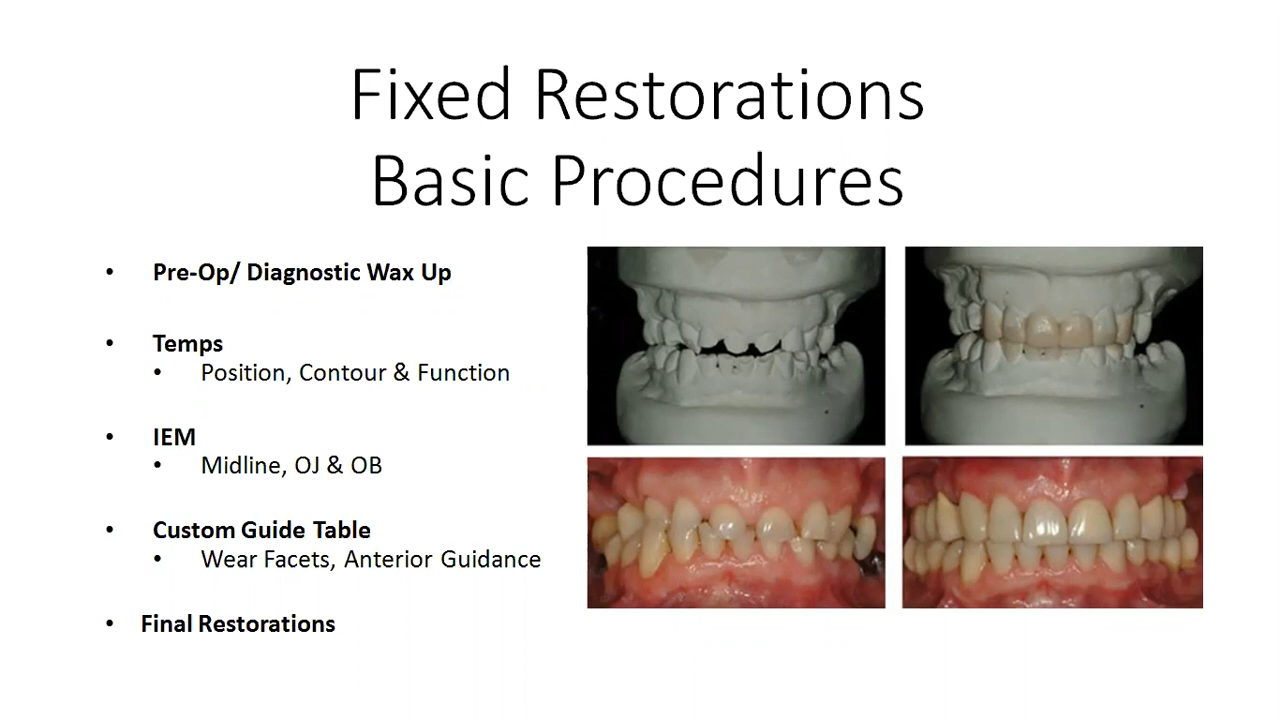 Fixed Restorations
Basic Procedures
• Pre-Op/ Diagnostic Wax Up
• Temps
• Position, Contour & Function
• IEM
• Midline, OJ & OB
• Custom Guide Table
• Wear Facets, Anterior Guidance
• Final Restorations